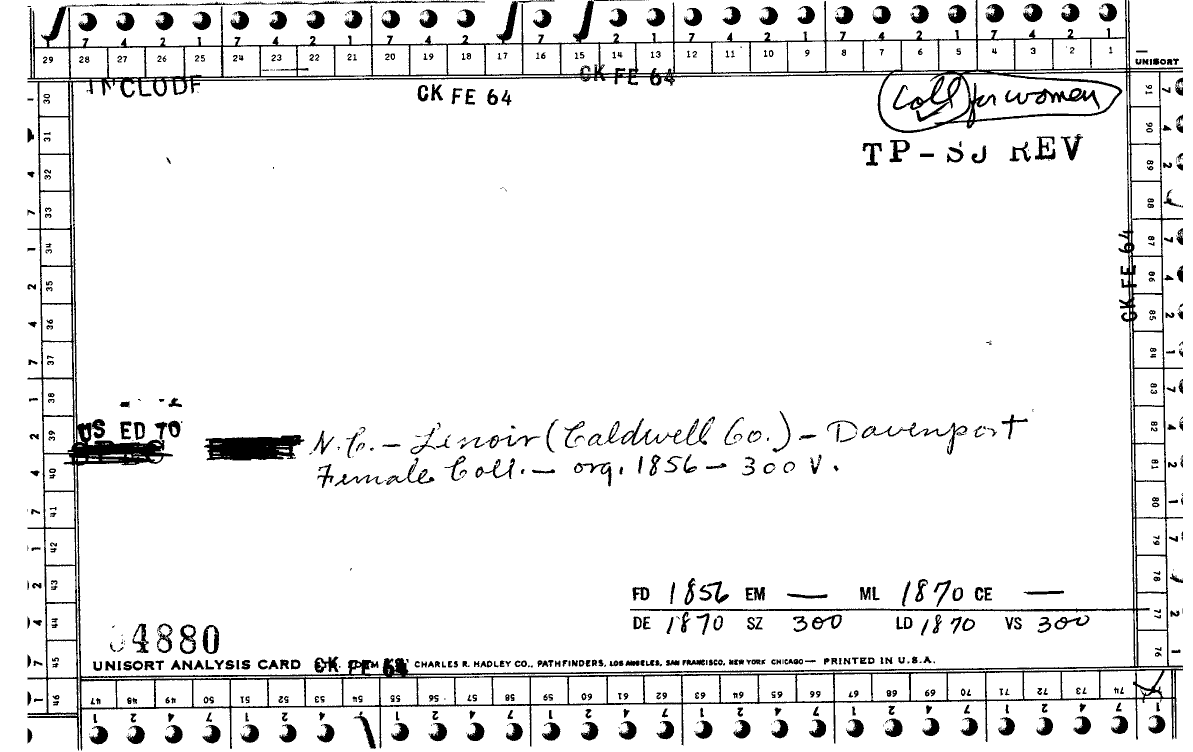 7 4 2 1 7 4 2 1 7 4 2 1 7 4 2 1 7 4 2 1 7 4 2 1
29 28 27 26 25 24 23 22 21 20 19 18 17 16 15 14 13 12 11 10 9 8 7 6 5 4 3 2 1
UNISORT
INCLUDE
CK FE 64
CK FE 64
Coll for women
TP-SJ REV
CK FE 64
30 31 32 33 34 35 36 37 38 39 40 41 42 43 44 45 46
91 90 89 88 87 86 85 84 83 82 81 80 79 78 77 76
US ED 70
N.C. - Lenoir (Caldwell Co.) - Davenport
Female Coll. - org. 1856 - 300 V.
FD 1856 EM — ML 1870 CE —
DE 1870 SZ 300 LD 1870 VS 300
4880
UNISORT ANALYSIS CARD CK FE 64 CHARLES R. HADLEY CO., PATHFINDERS, LOS ANGELES, SAN FRANCISCO, NEW YORK CHICAGO — PRINTED IN U.S.A.
47 48 49 50 51 52 53 54 55 56 57 58 59 60 61 62 63 64 65 66 67 68 69 70 71 72 73 74
1 2 4 7 1 2 4 1 2 4 7 1 2 4 7 1 2 4 7 1 2 4 7 1 2 4 7